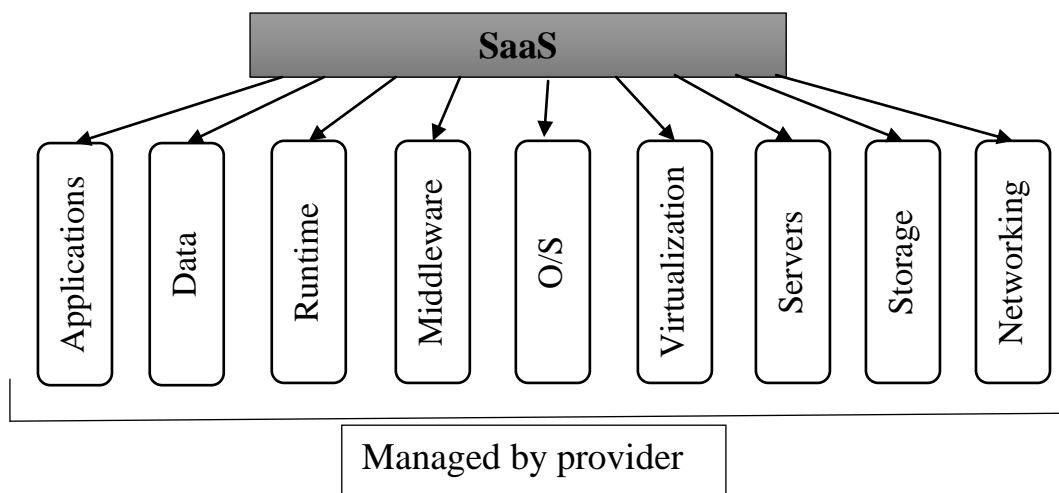 SaaS
Applications
Data
Runtime
Middleware
O/S
Virtualization
Servers
Storage
Networking
Managed by provider